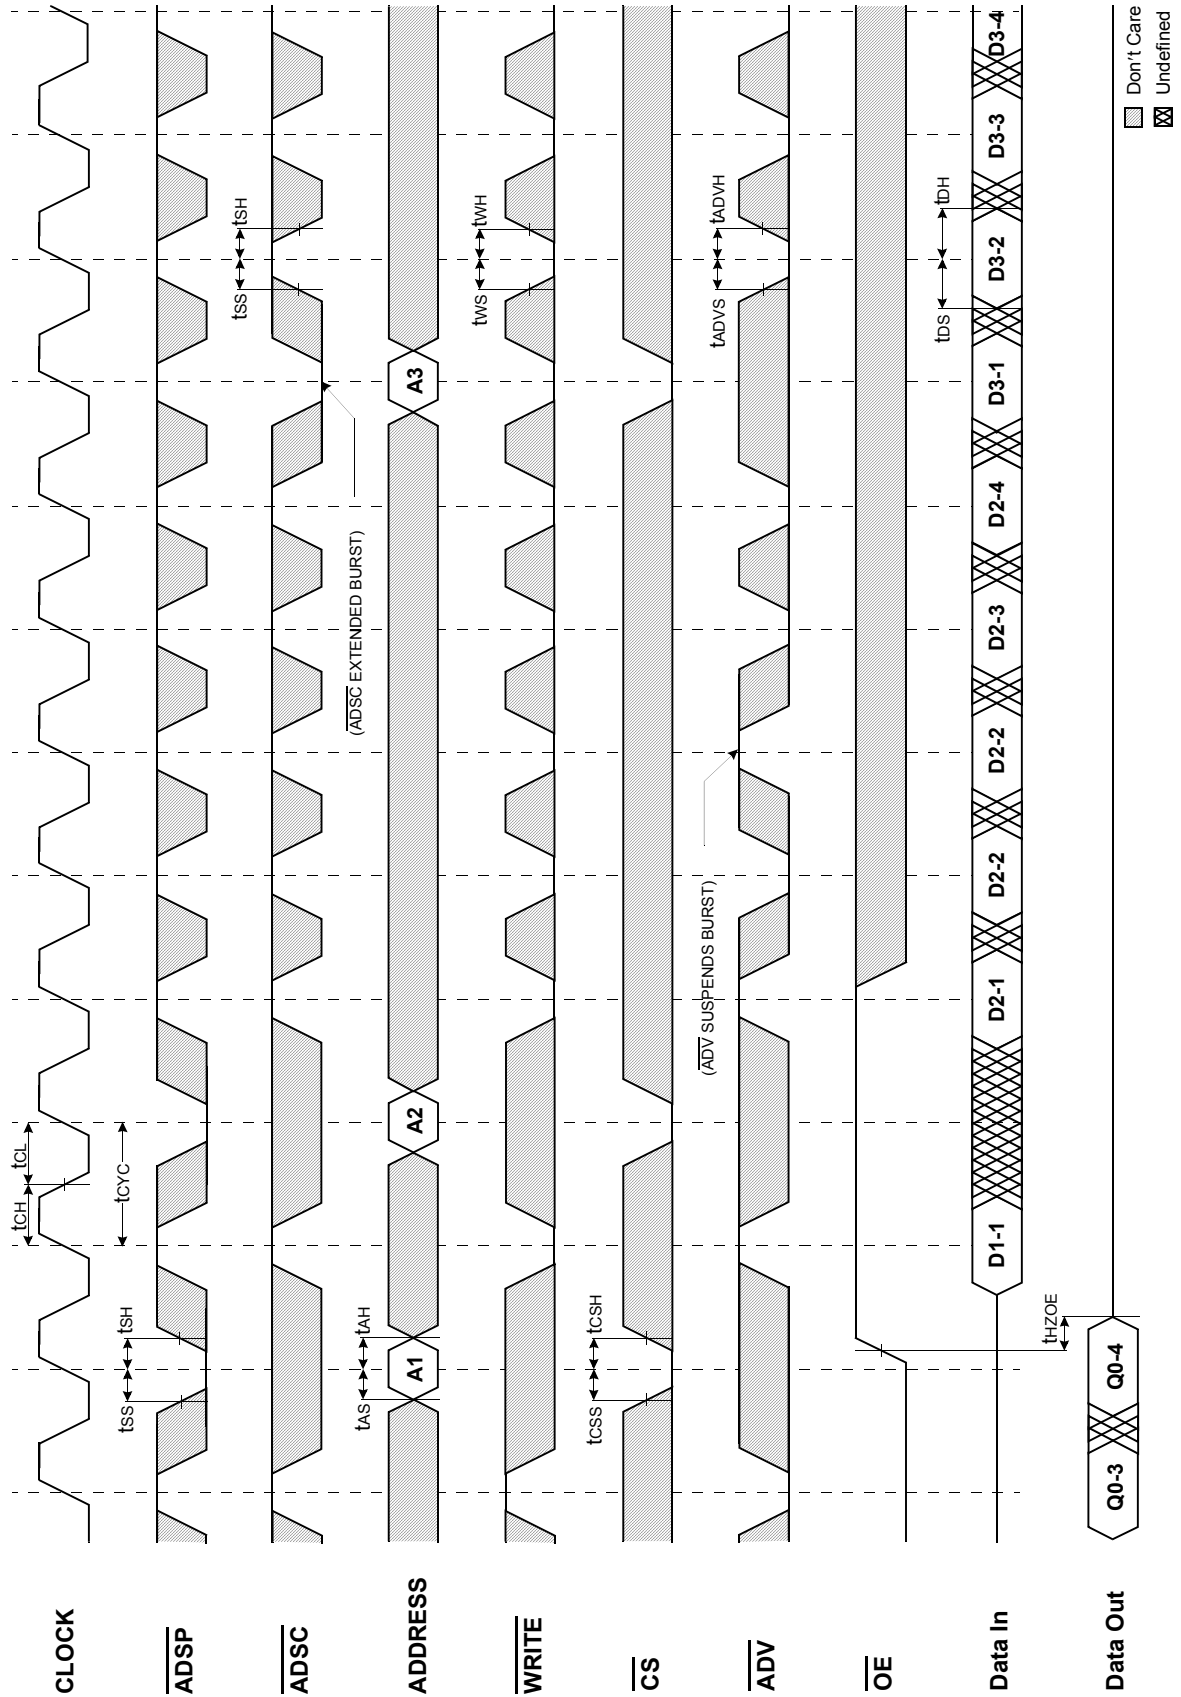 CLOCK
tCH
tCL
tCYC
ADSP
tSS
tSH
ADSC
tSS
tSH
(ADSC EXTENDED BURST)
ADDRESS
tAS
tAH
A1
A2
A3
WRITE
tWS
tWH
CS
tCSS
tCSH
ADV
(ADV SUSPENDS BURST)
tADVS
tADVH
OE
Data In
D1-1
D2-1
D2-2
D2-2
D2-3
D2-4
D3-1
D3-2
D3-3
D3-4
tDS
tDH
tHZOE
Data Out
Q0-3
Q0-4
Don't Care
Undefined